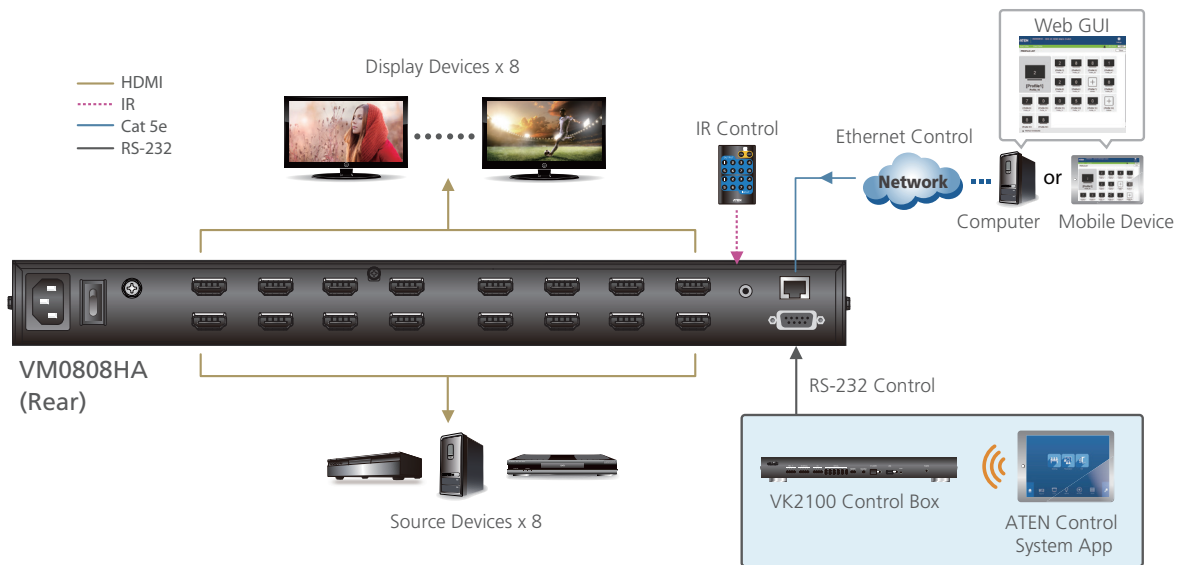 Web GUI
HDMI
IR
Cat 5e
RS-232
Display Devices x 8
IR Control
Ethernet Control
Network
or
Computer
Mobile Device
VM0808HA
(Rear)
RS-232 Control
Source Devices x 8
VK2100 Control Box
ATEN Control
System App